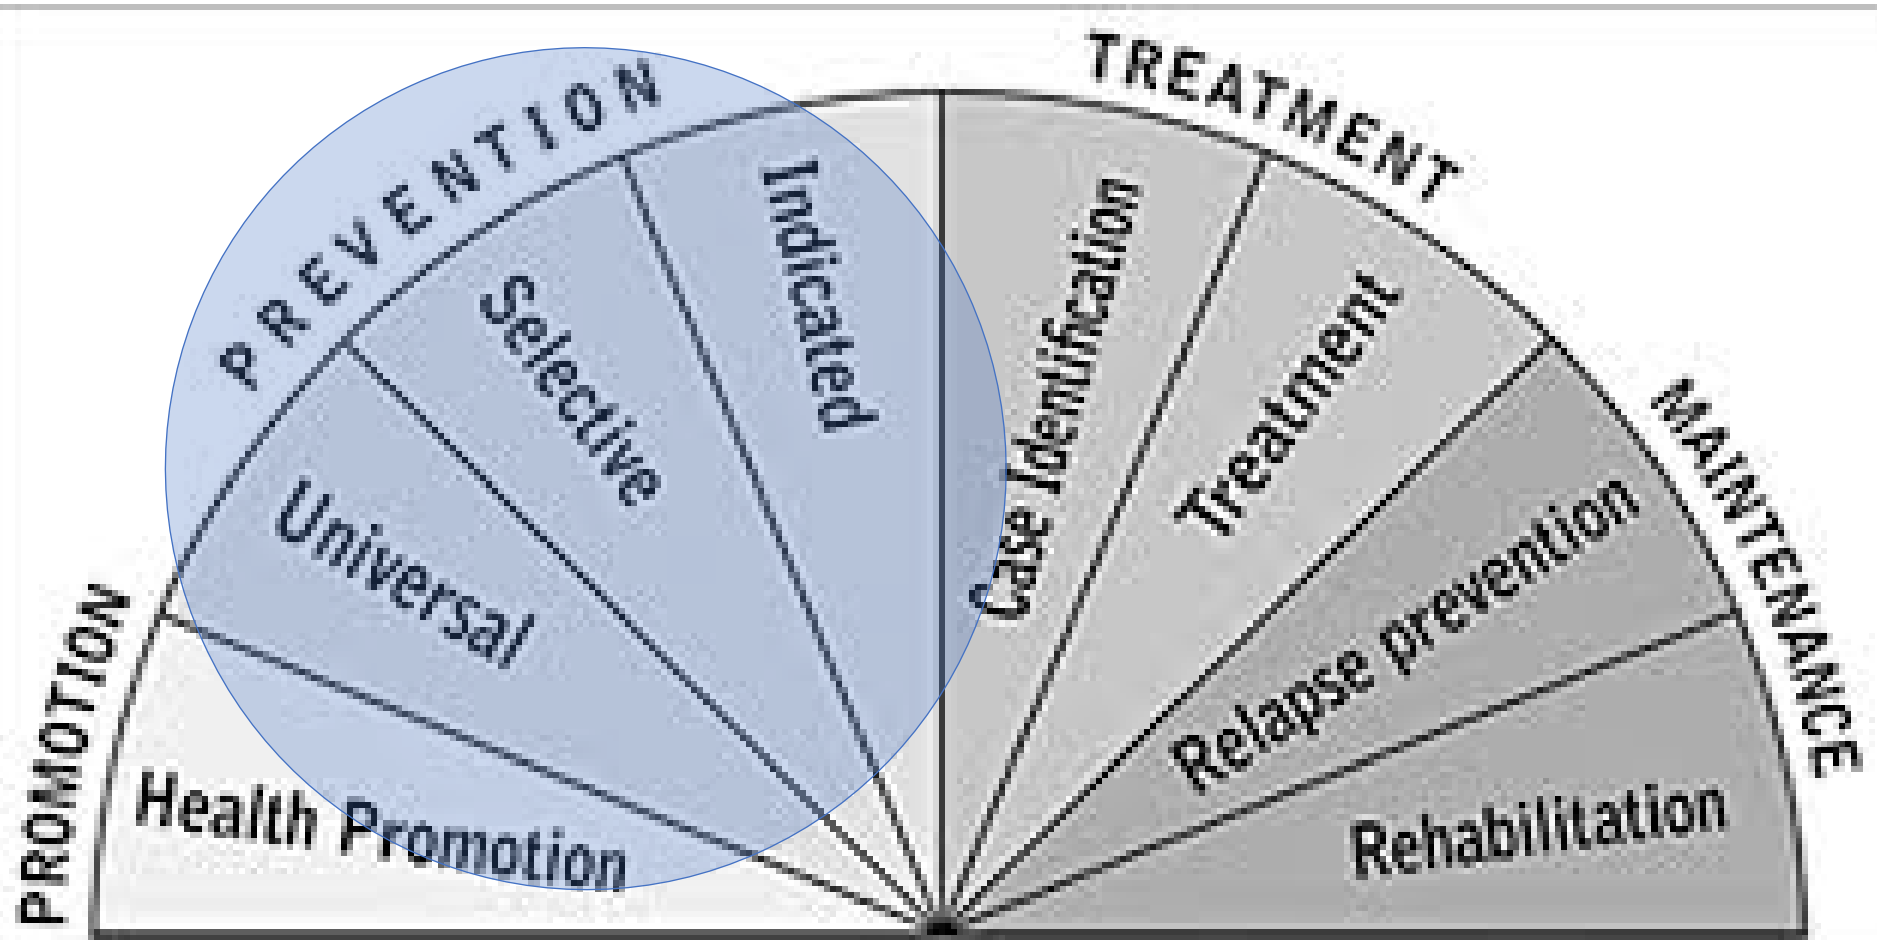 PROMOTION
Health Promotion
PREVENTION
Universal
Selective
Indicated
TREATMENT
Case Identification
Treatment
MAINTENANCE
Relapse prevention
Rehabilitation